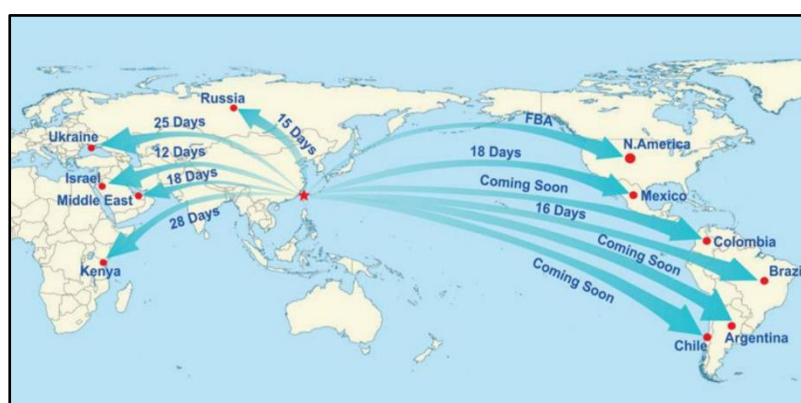 Russia
25 Days
15 Days
FBA
Ukraine
12 Days
18 Days
N.America
Israel
18 Days
Coming Soon
Mexico
Middle East
16 Days
28 Days
Colombia
Coming Soon
Kenya
Brazi
Coming Soon
Chile
Argentina